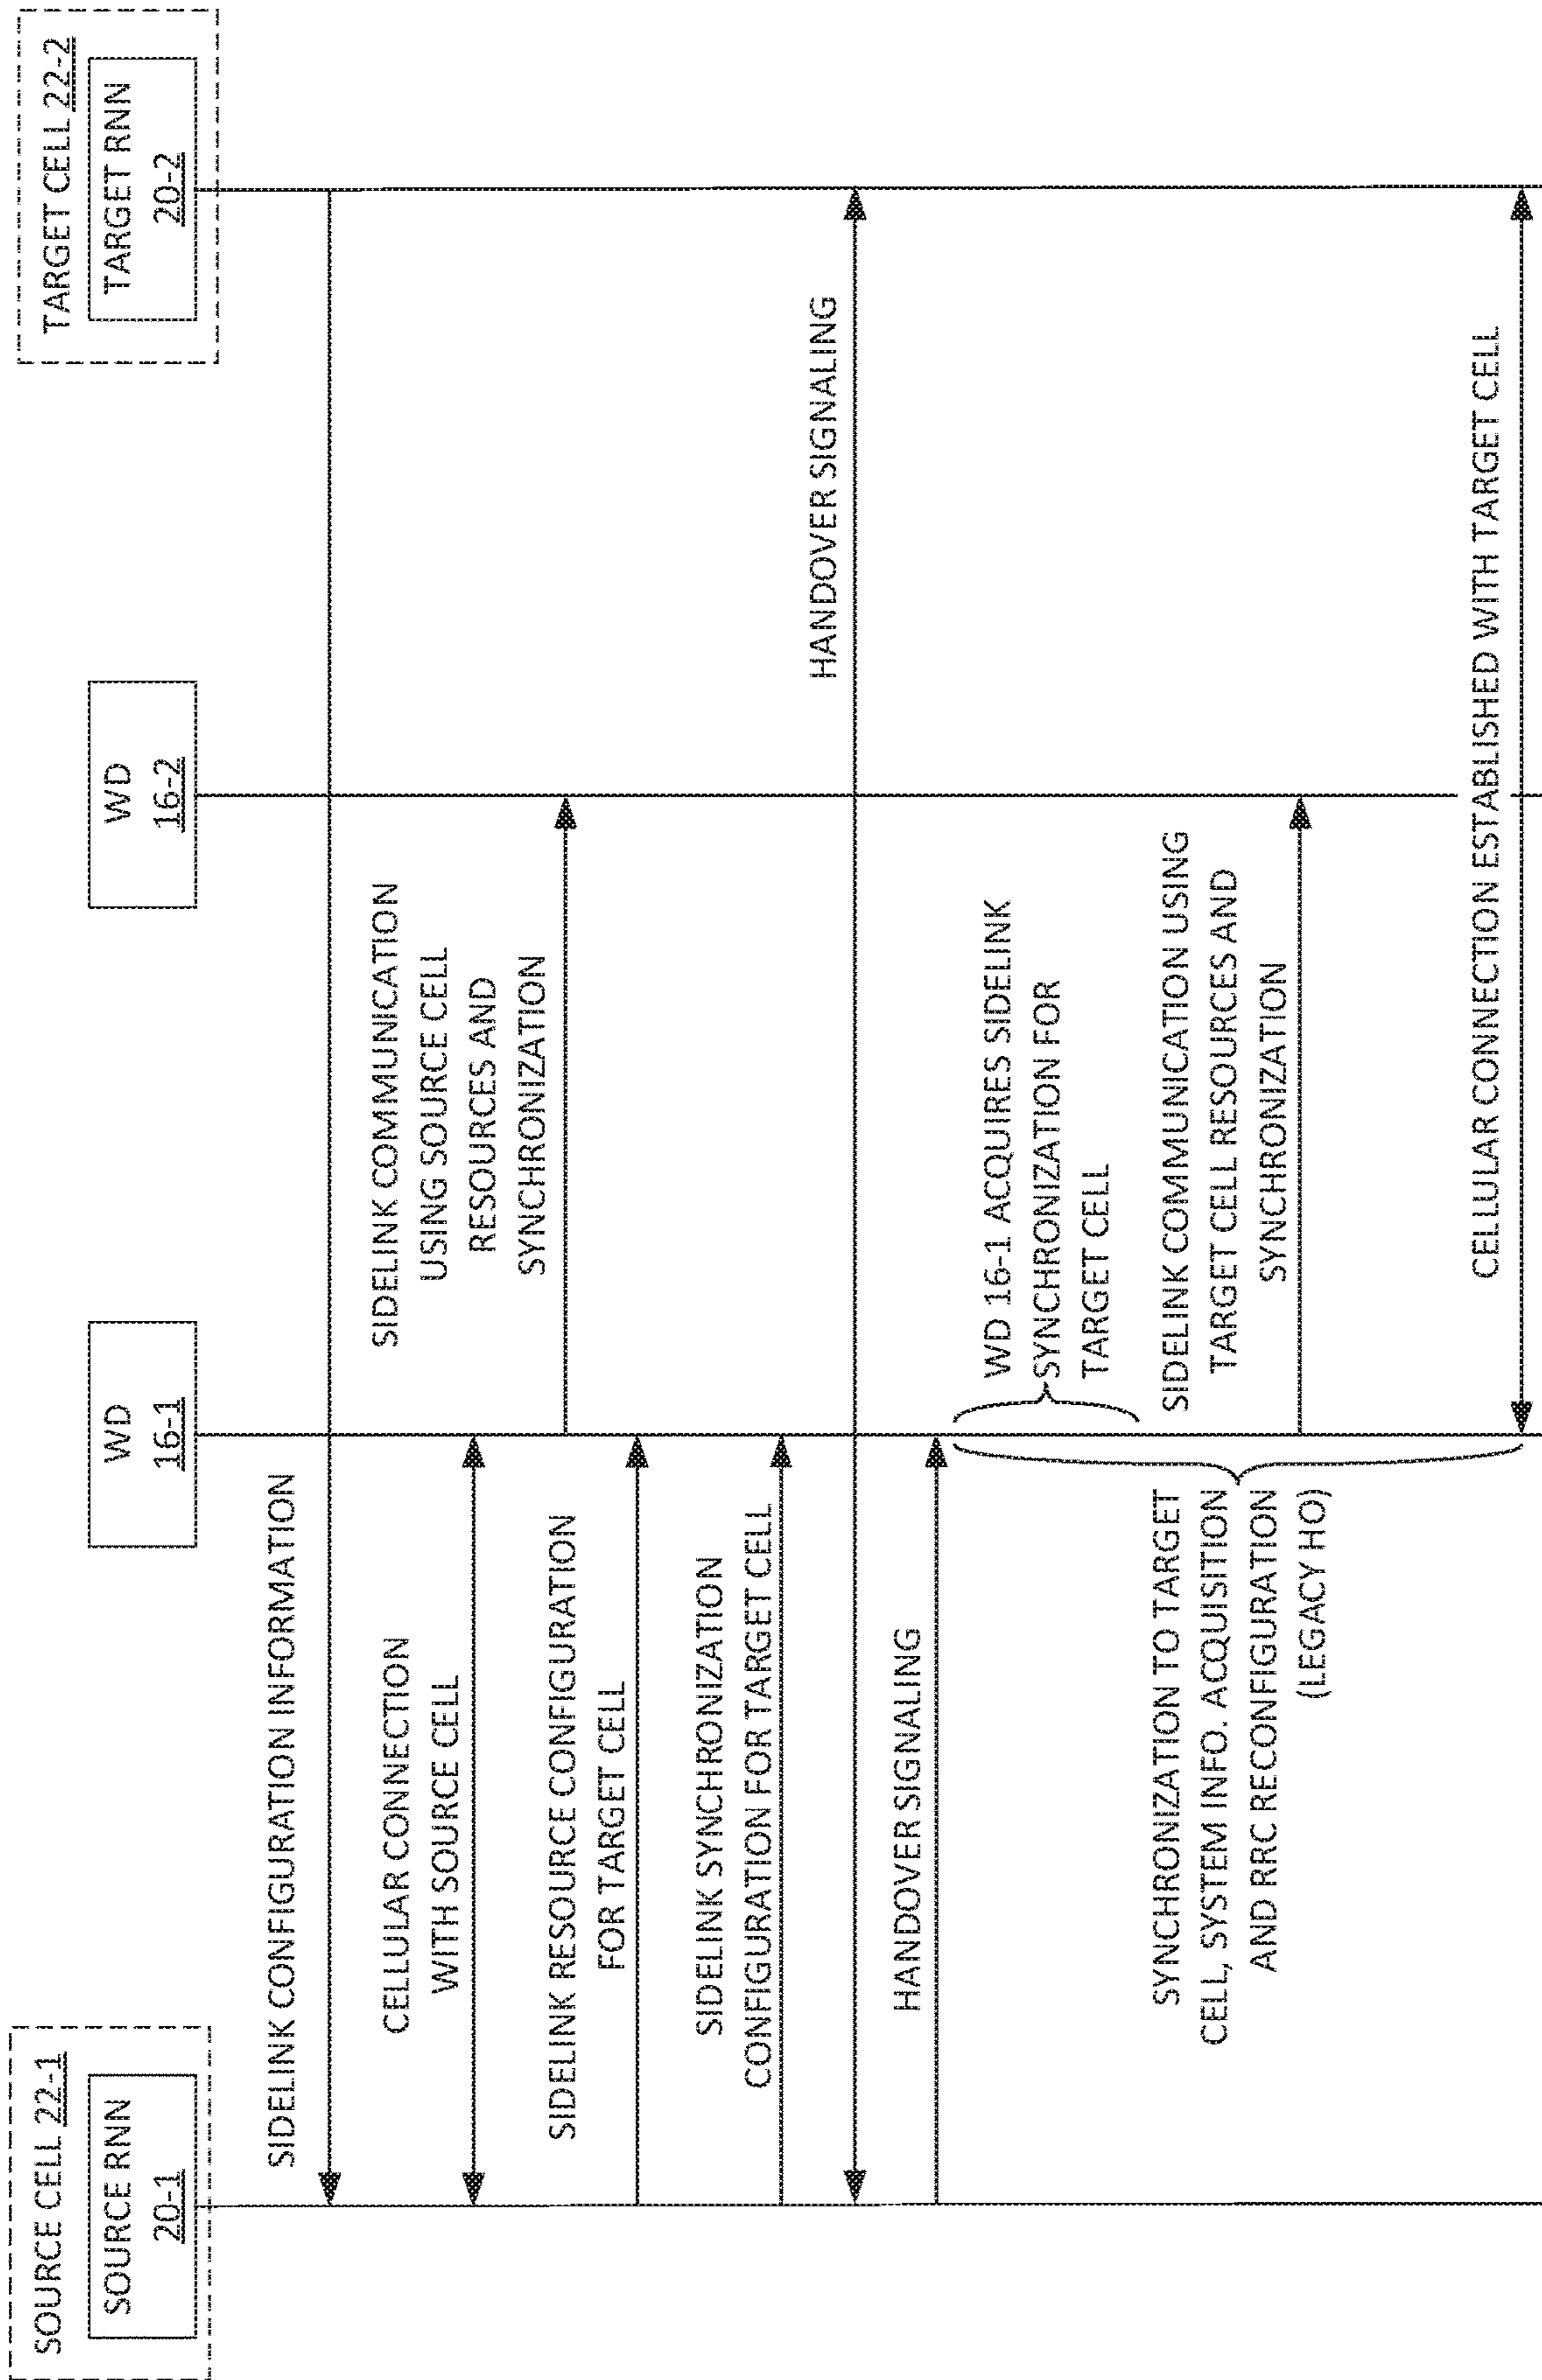 SOURCE CELL 22-1
SOURCE RNN
20-1
WD
16-1
WD
16-2
TARGET CELL 22-2
TARGET RNN
20-2
SIDELINK CONFIGURATION INFORMATION
CELLULAR CONNECTION
WITH SOURCE CELL
SIDELINK COMMUNICATION
USING SOURCE CELL
RESOURCES AND
SYNCHRONIZATION
SIDELINK RESOURCE CONFIGURATION
FOR TARGET CELL
SIDELINK SYNCHRONIZATION
CONFIGURATION FOR TARGET CELL
HANDOVER SIGNALING
HANDOVER SIGNALING
WD 16-1 ACQUIRES SIDELINK
SYNCHRONIZATION FOR
TARGET CELL
SYNCHRONIZATION TO TARGET
CELL, SYSTEM INFO. ACQUISITION
AND RRC RECONFIGURATION
(LEGACY HO)
SIDELINK COMMUNICATION USING
TARGET CELL RESOURCES AND
SYNCHRONIZATION
CELLULAR CONNECTION ESTABLISHED WITH TARGET CELL